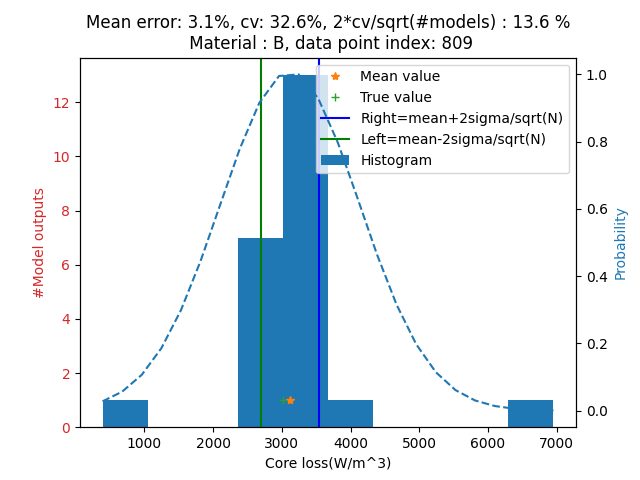 Mean error: 3.1%, cv: 32.6%, 2*cv/sqrt(#models) : 13.6 %
Material : B, data point index: 809
Mean value
True value
Right=mean+2sigma/sqrt(N)
Left=mean-2sigma/sqrt(N)
Histogram
#Model outputs
12
10
8
6
4
2
0
1.0
0.8
0.6
0.4
0.2
0.0
Probability
1000 2000 3000 4000 5000 6000 7000
Core loss(W/m^3)